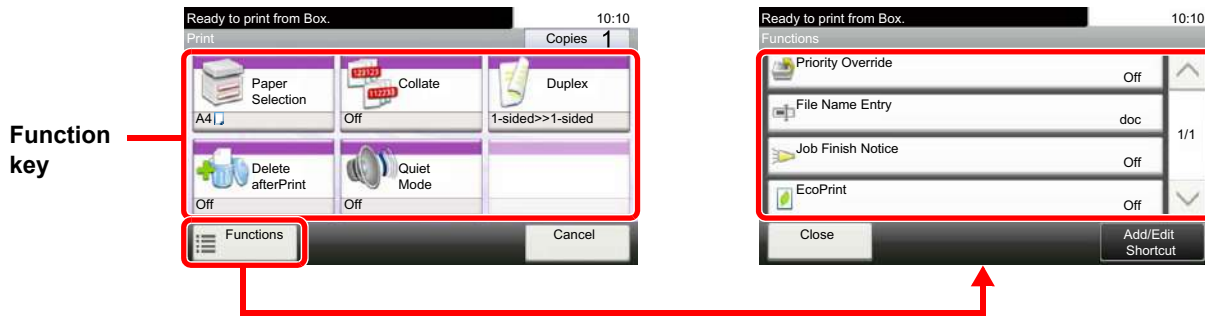 Ready to print from Box.
10:10
Print
Copies 1
Paper
Selection
A4
Collate
Off
Duplex
1-sided>>1-sided
Delete
afterPrint
Off
Quiet
Mode
Off
Functions
Cancel
Function
key
Ready to print from Box.
10:10
Functions
Priority Override
Off
File Name Entry
doc
1/1
Job Finish Notice
Off
EcoPrint
Off
Close
Add/Edit
Shortcut